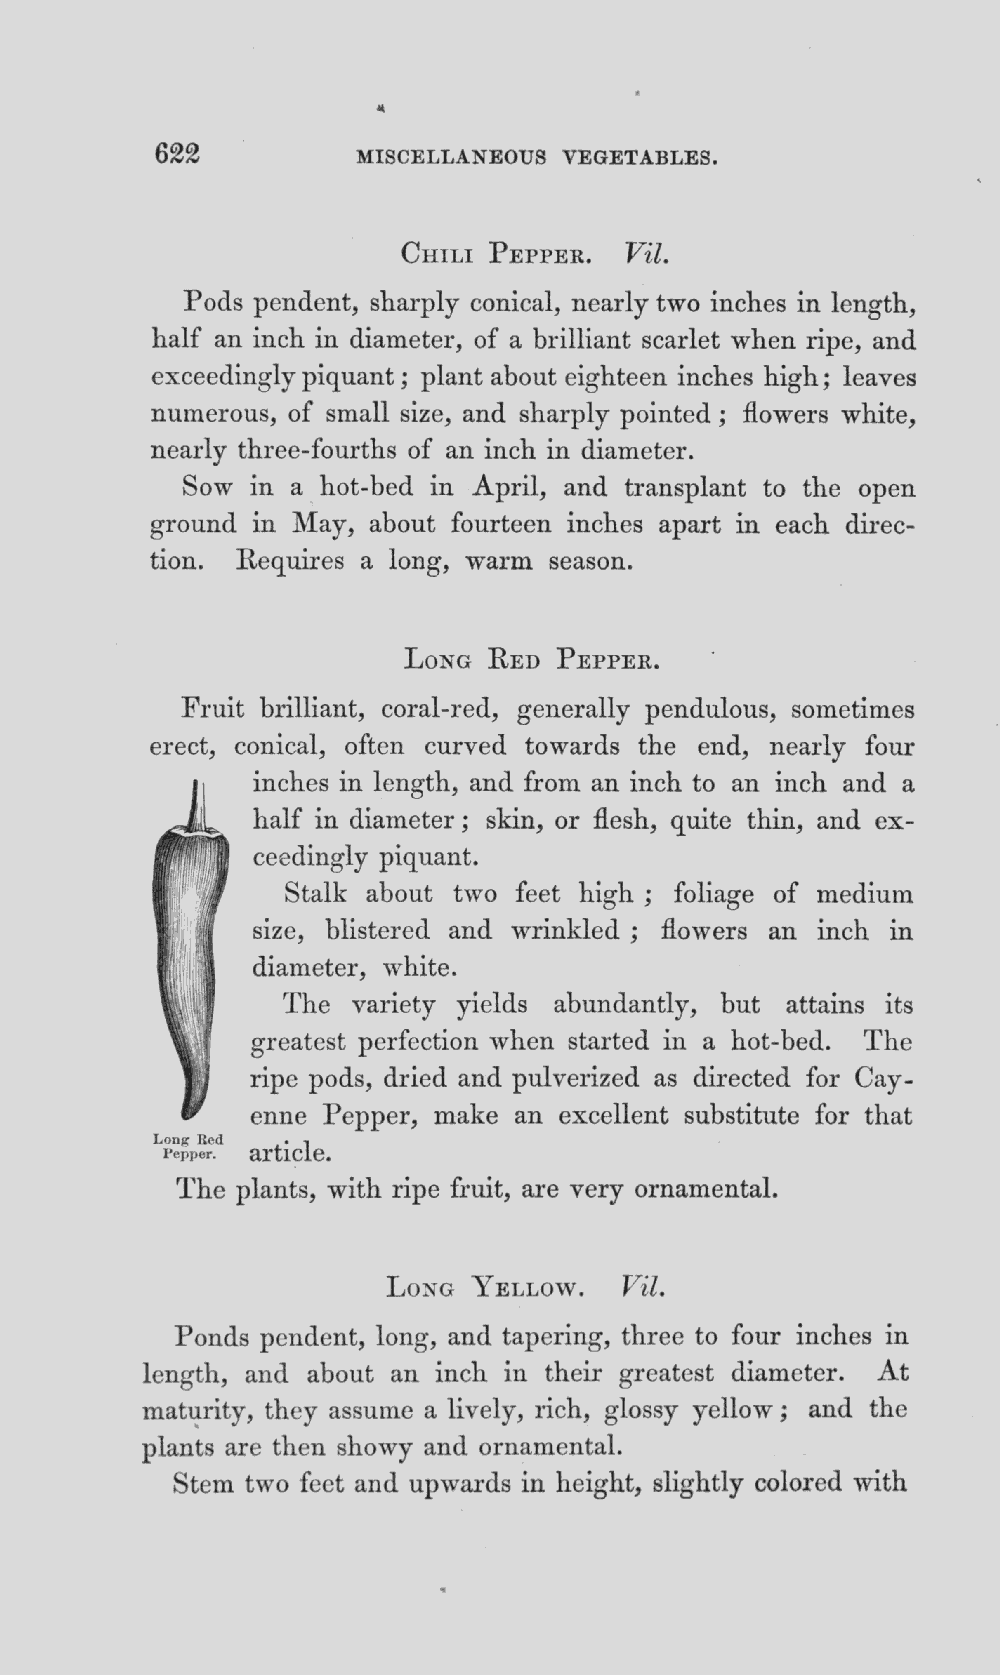 622 MISCELLANEOUS VEGETABLES.
CHILI PEPPER. Vil.
Pods pendent, sharply conical, nearly two inches in length,
half an inch in diameter, of a brilliant scarlet when ripe, and
exceedingly piquant; plant about eighteen inches high; leaves
numerous, of small size, and sharply pointed; flowers white,
nearly three-fourths of an inch in diameter.
Sow in a hot-bed in April, and transplant to the open
ground in May, about fourteen inches apart in each direc-
tion. Requires a long, warm season.
LONG RED PEPPER.
Fruit brilliant, coral-red, generally pendulous, sometimes
erect, conical, often curved towards the end, nearly four
inches in length, and from an inch to an inch and a
half in diameter; skin, or flesh, quite thin, and ex-
ceedingly piquant.
Stalk about two feet high; foliage of medium
size, blistered and wrinkled; flowers an inch in
diameter, white.
The variety yields abundantly, but attains its
greatest perfection when started in a hot-bed. The
ripe pods, dried and pulverized as directed for Cay-
enne Pepper, make an excellent substitute for that
article.
Long Red
Pepper.
The plants, with ripe fruit, are very ornamental.
LONG YELLOW. Vil.
Ponds pendent, long, and tapering, three to four inches in
length, and about an inch in their greatest diameter. At
maturity, they assume a lively, rich, glossy yellow; and the
plants are then showy and ornamental.
Stem two feet and upwards in height, slightly colored with